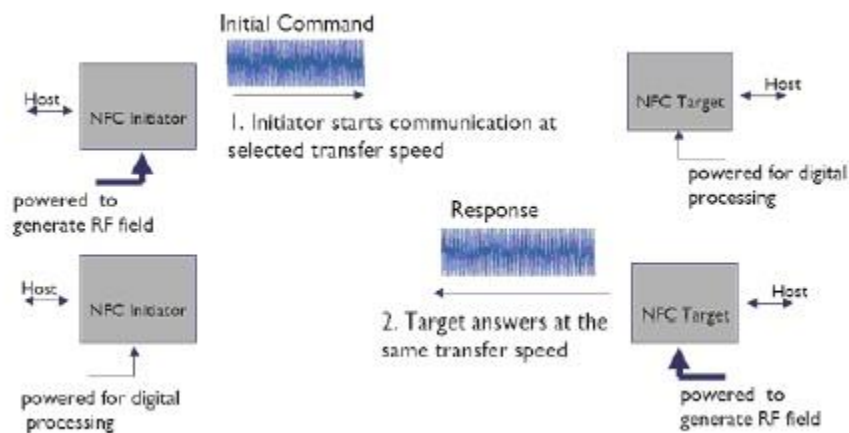 Initial Command
Host
NFC Initiator
1. Initiator starts communication at
selected transfer speed
powered to
generate RF field
NFC Target
Host
powered for digital
processing
Response
Host
NFC Initiator
2. Target answers at the
same transfer speed
powered for digital
processing
NFC Target
Host
powered to
generate RF field